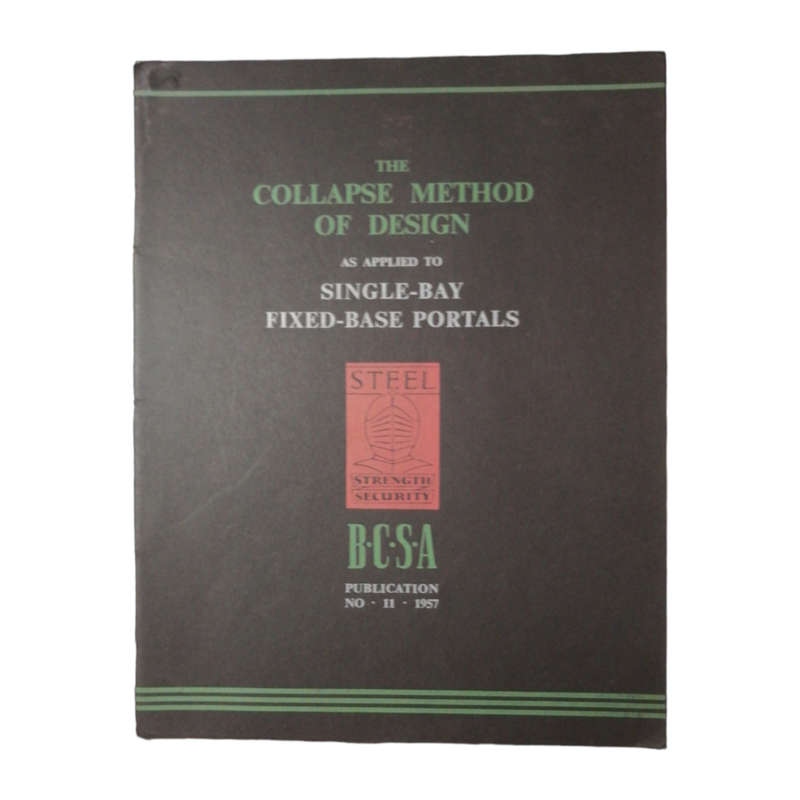 THE
COLLAPSE METHOD
OF DESIGN
AS APPLIED TO
SINGLE-BAY
FIXED-BASE PORTALS
STEEL
STRENGTH
SECURITY
B·C·S·A
PUBLICATION
NO · 11 · 1957